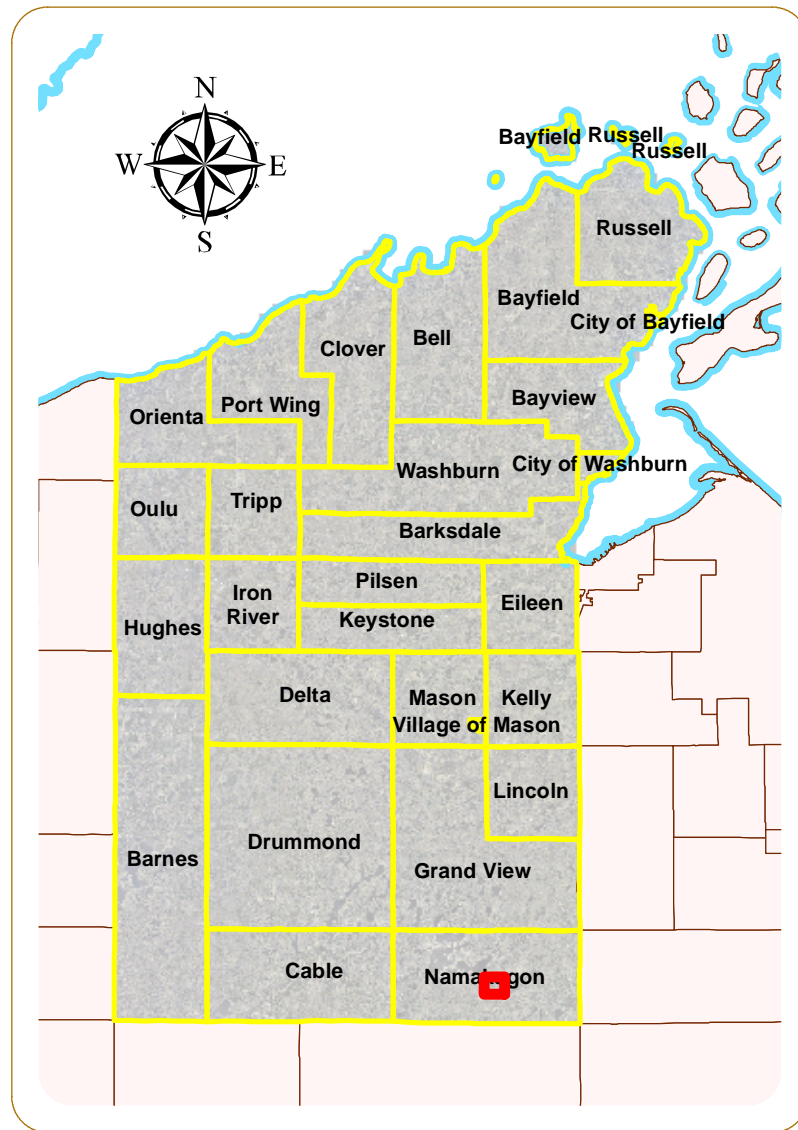 N
W E
S
Bayfield
Russell
Russell
Russell
Bayfield
City of Bayfield
Bell
Clover
Bayview
Port Wing
Orienta
Washburn
City of Washburn
Oulu
Tripp
Barksdale
Pilsen
Iron
River
Eileen
Keystone
Hughes
Delta
Mason
Kelly
Village of Mason
Lincoln
Drummond
Barnes
Grand View
Cable
Namakagon